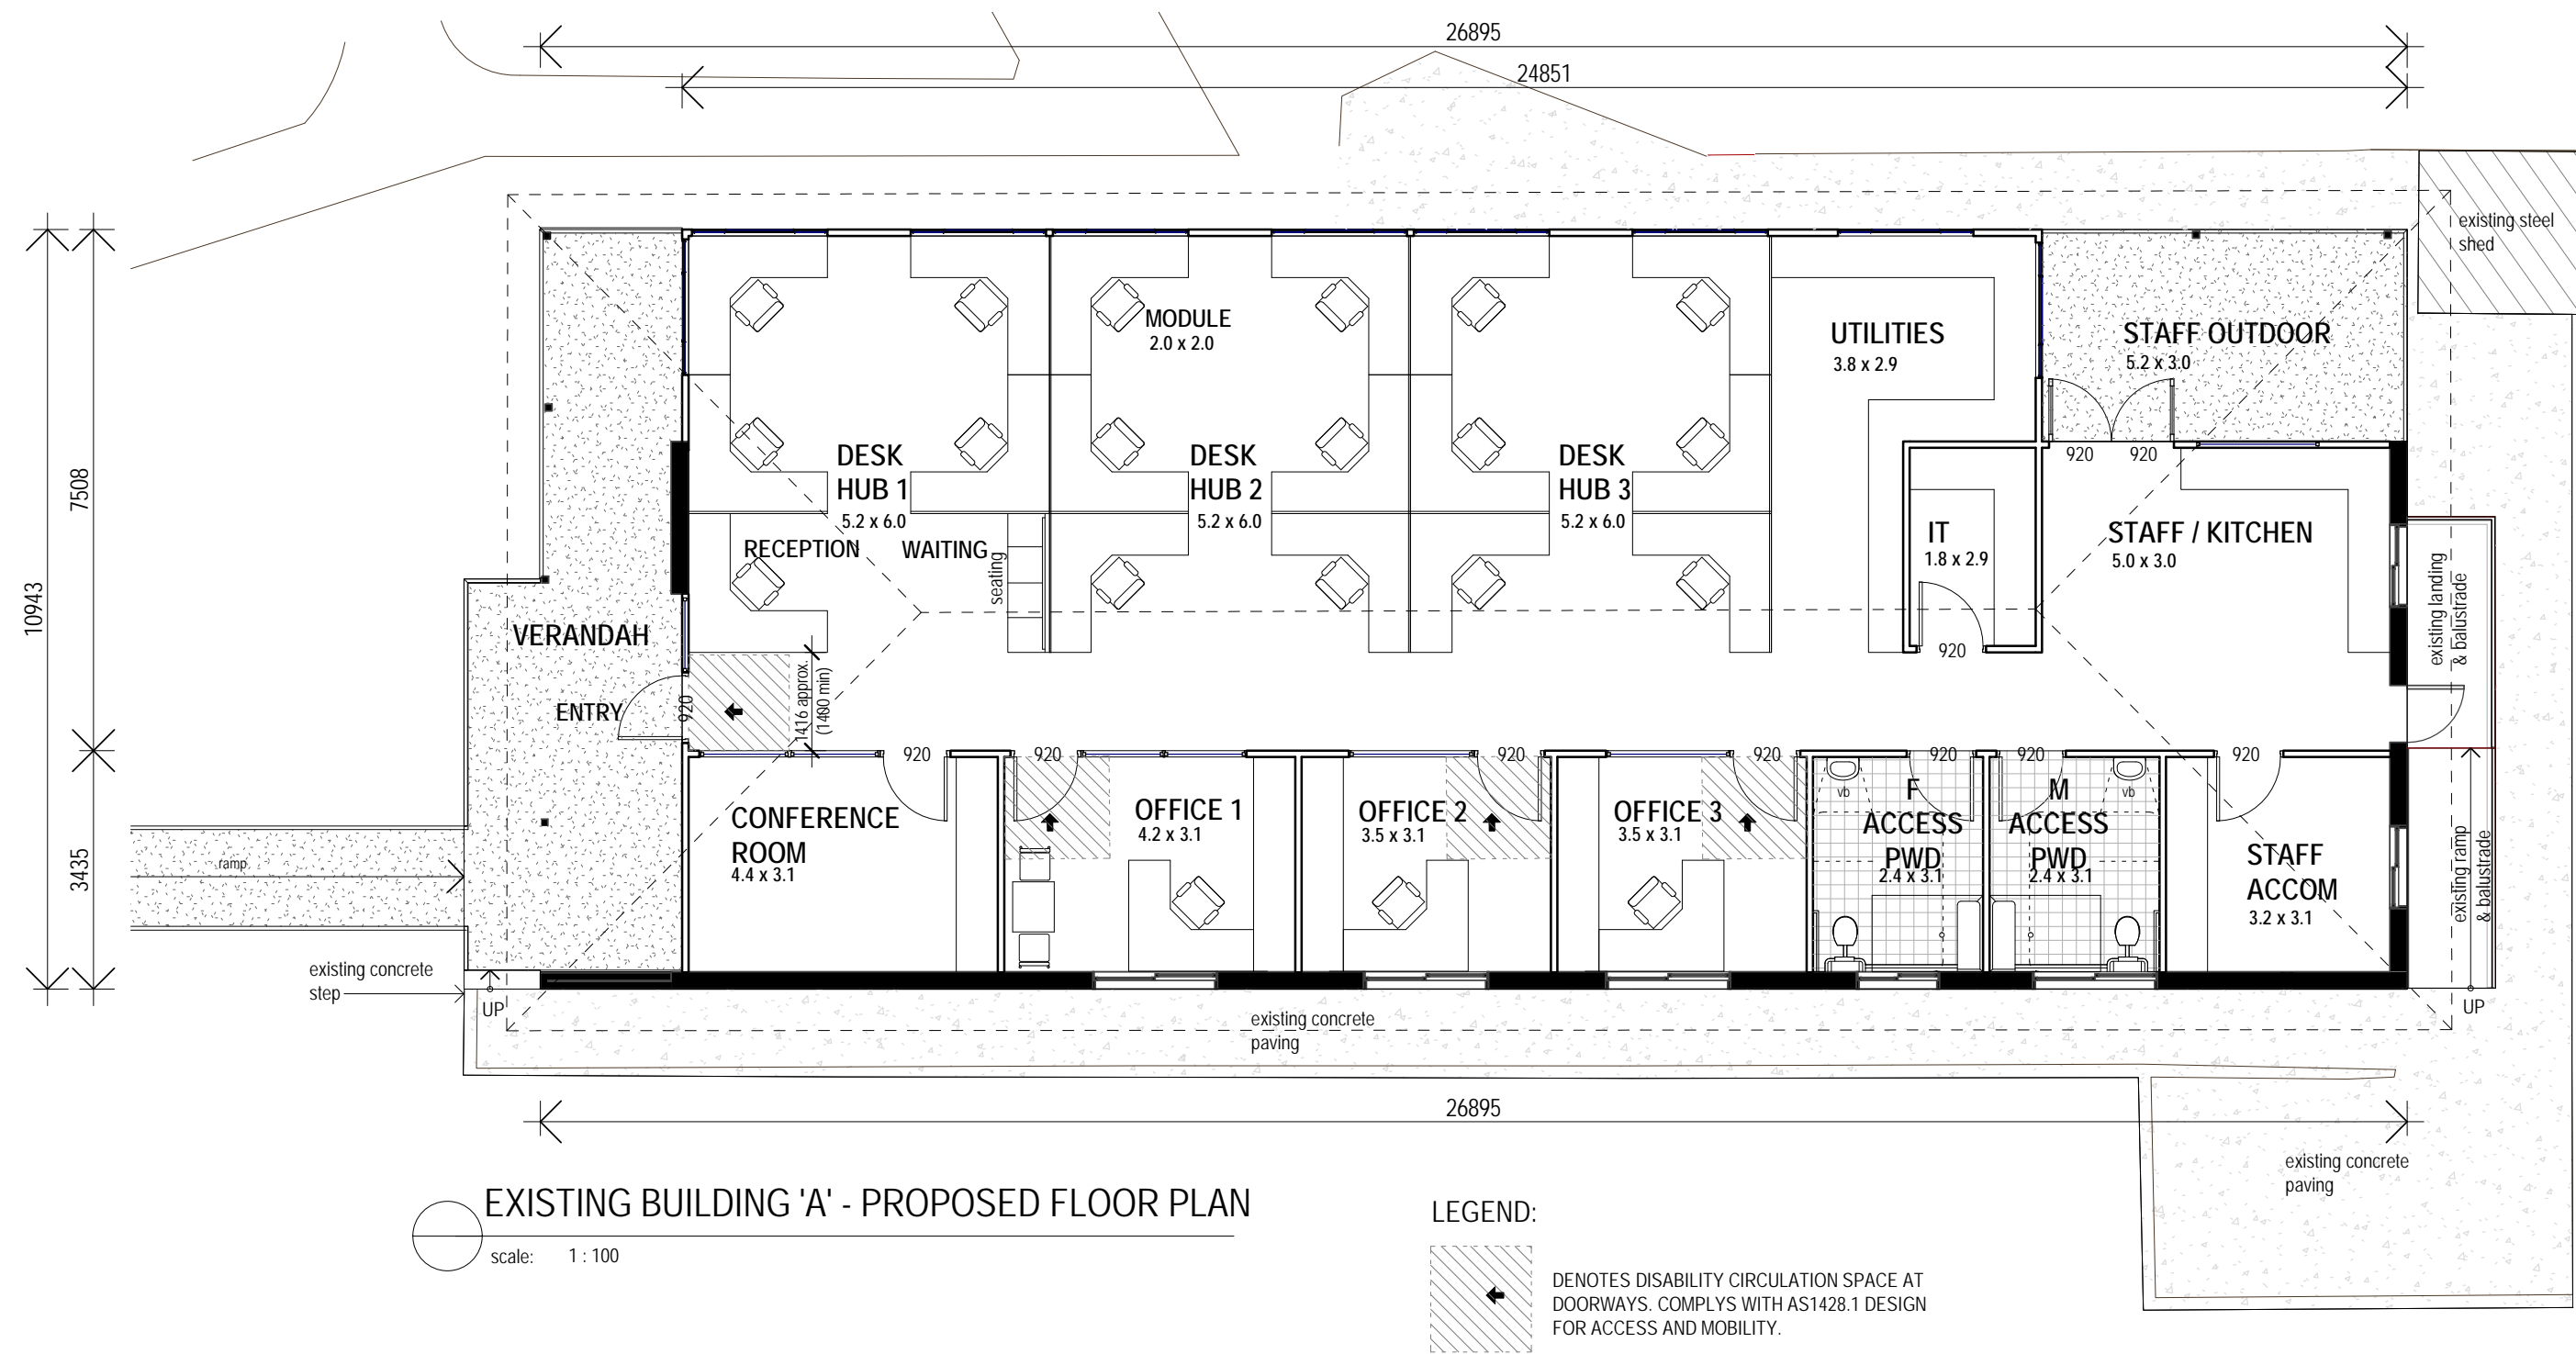 26895
24851
existing steel
shed
MODULE
2.0 x 2.0
UTILITIES
3.8 x 2.9
STAFF OUTDOOR
5.2 x 3.0
DESK
HUB 1
5.2 x 6.0
DESK
HUB 2
5.2 x 6.0
DESK
HUB 3
5.2 x 6.0
920
920
7508
10943
3435
RECEPTION
WAITING
seating
IT
1.8 x 2.9
920
STAFF / KITCHEN
5.0 x 3.0
existing landing
& balustrade
VERANDAH
ENTRY
920
1416 approx.
(1400 min)
920
920
920
920
920
920
920
CONFERENCE
ROOM
4.4 x 3.1
OFFICE 1
4.2 x 3.1
OFFICE 2
3.5 x 3.1
OFFICE 3
3.5 x 3.1
vb
F
ACCESS
PWD
2.4 x 3.1
M
ACCESS
PWD
2.4 x 3.1
vb
STAFF
ACCOM
3.2 x 3.1
existing ramp
& balustrade
ramp
existing concrete
step
UP
UP
existing concrete
paving
26895
existing concrete
paving
EXISTING BUILDING 'A' - PROPOSED FLOOR PLAN
scale: 1 : 100
LEGEND:
DENOTES DISABILITY CIRCULATION SPACE AT
DOORWAYS. COMPLYS WITH AS1428.1 DESIGN
FOR ACCESS AND MOBILITY.